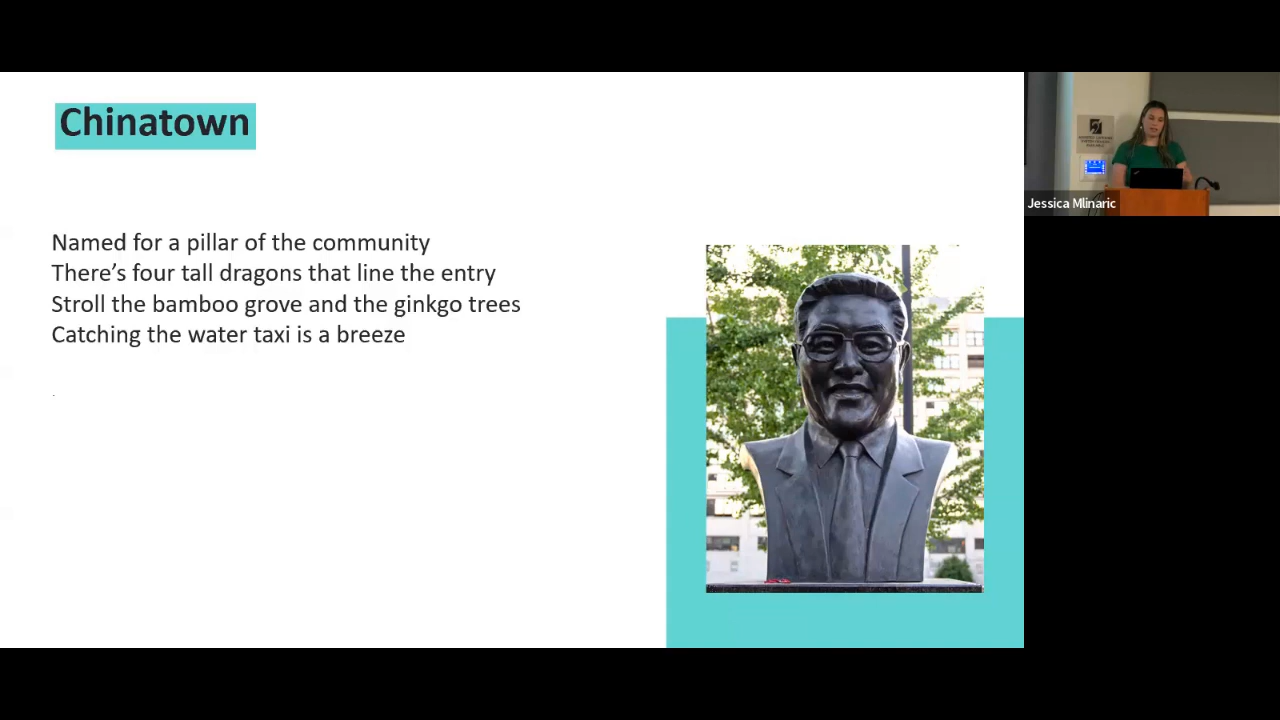 Chinatown
Named for a pillar of the community
There’s four tall dragons that line the entry
Stroll the bamboo grove and the ginkgo trees
Catching the water taxi is a breeze
.
Jessica Mlinaric